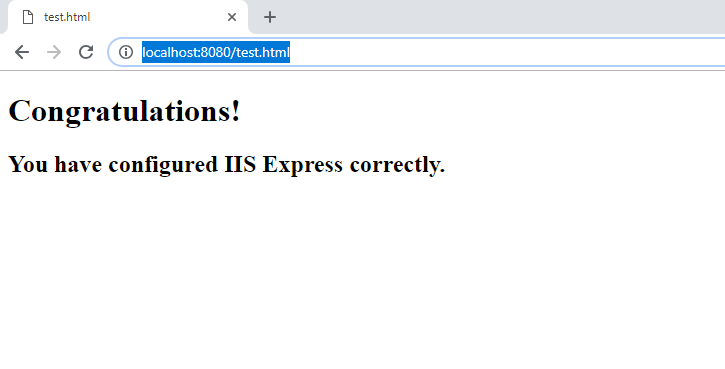 test.html
localhost:8080/test.html
Congratulations!
You have configured IIS Express correctly.